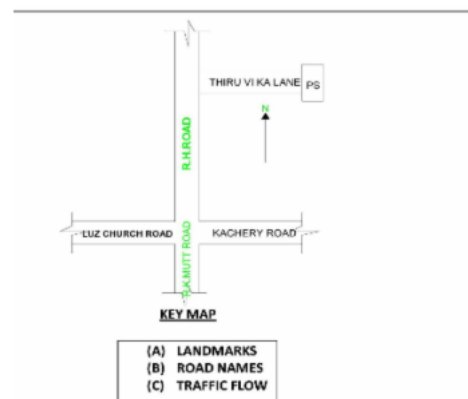 THIRU VI KA LANE
PS
N
R.H.ROAD
LUZ CHURCH ROAD
KACHERY ROAD
R.K.MUTT ROAD
KEY MAP
(A) LANDMARKS
(B) ROAD NAMES
(C) TRAFFIC FLOW